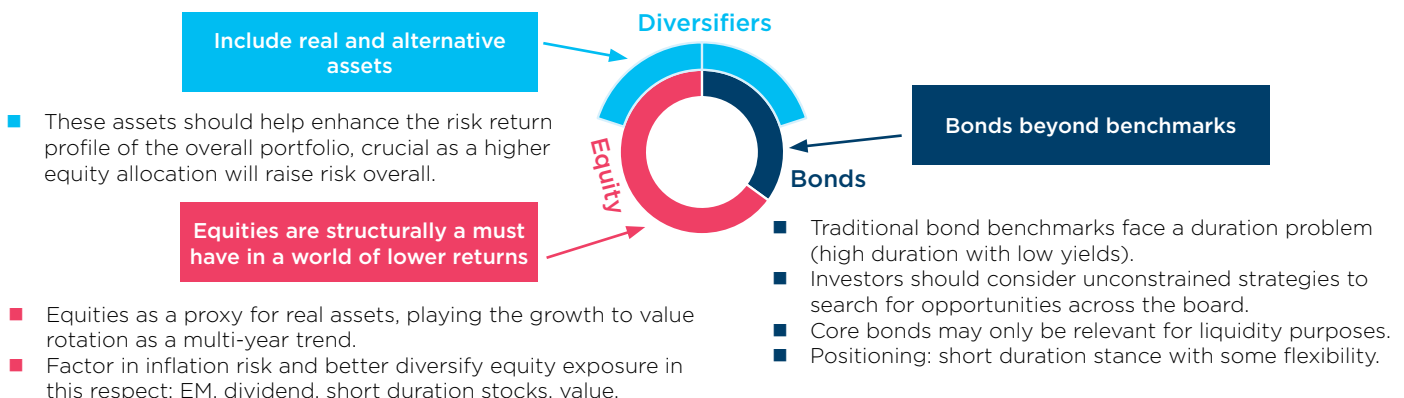 Diversifiers
Include real and alternative
assets
These assets should help enhance the risk return
profile of the overall portfolio, crucial as a higher
equity allocation will raise risk overall.
Equity
Equities are structurally a must
have in a world of lower returns
Equities as a proxy for real assets, playing the growth to value
rotation as a multi-year trend.
Factor in inflation risk and better diversify equity exposure in
this respect: EM, dividend, short duration stocks, value.
Bonds beyond benchmarks
Bonds
Traditional bond benchmarks face a duration problem
(high duration with low yields).
Investors should consider unconstrained strategies to
search for opportunities across the board.
Core bonds may only be relevant for liquidity purposes.
Positioning: short duration stance with some flexibility.